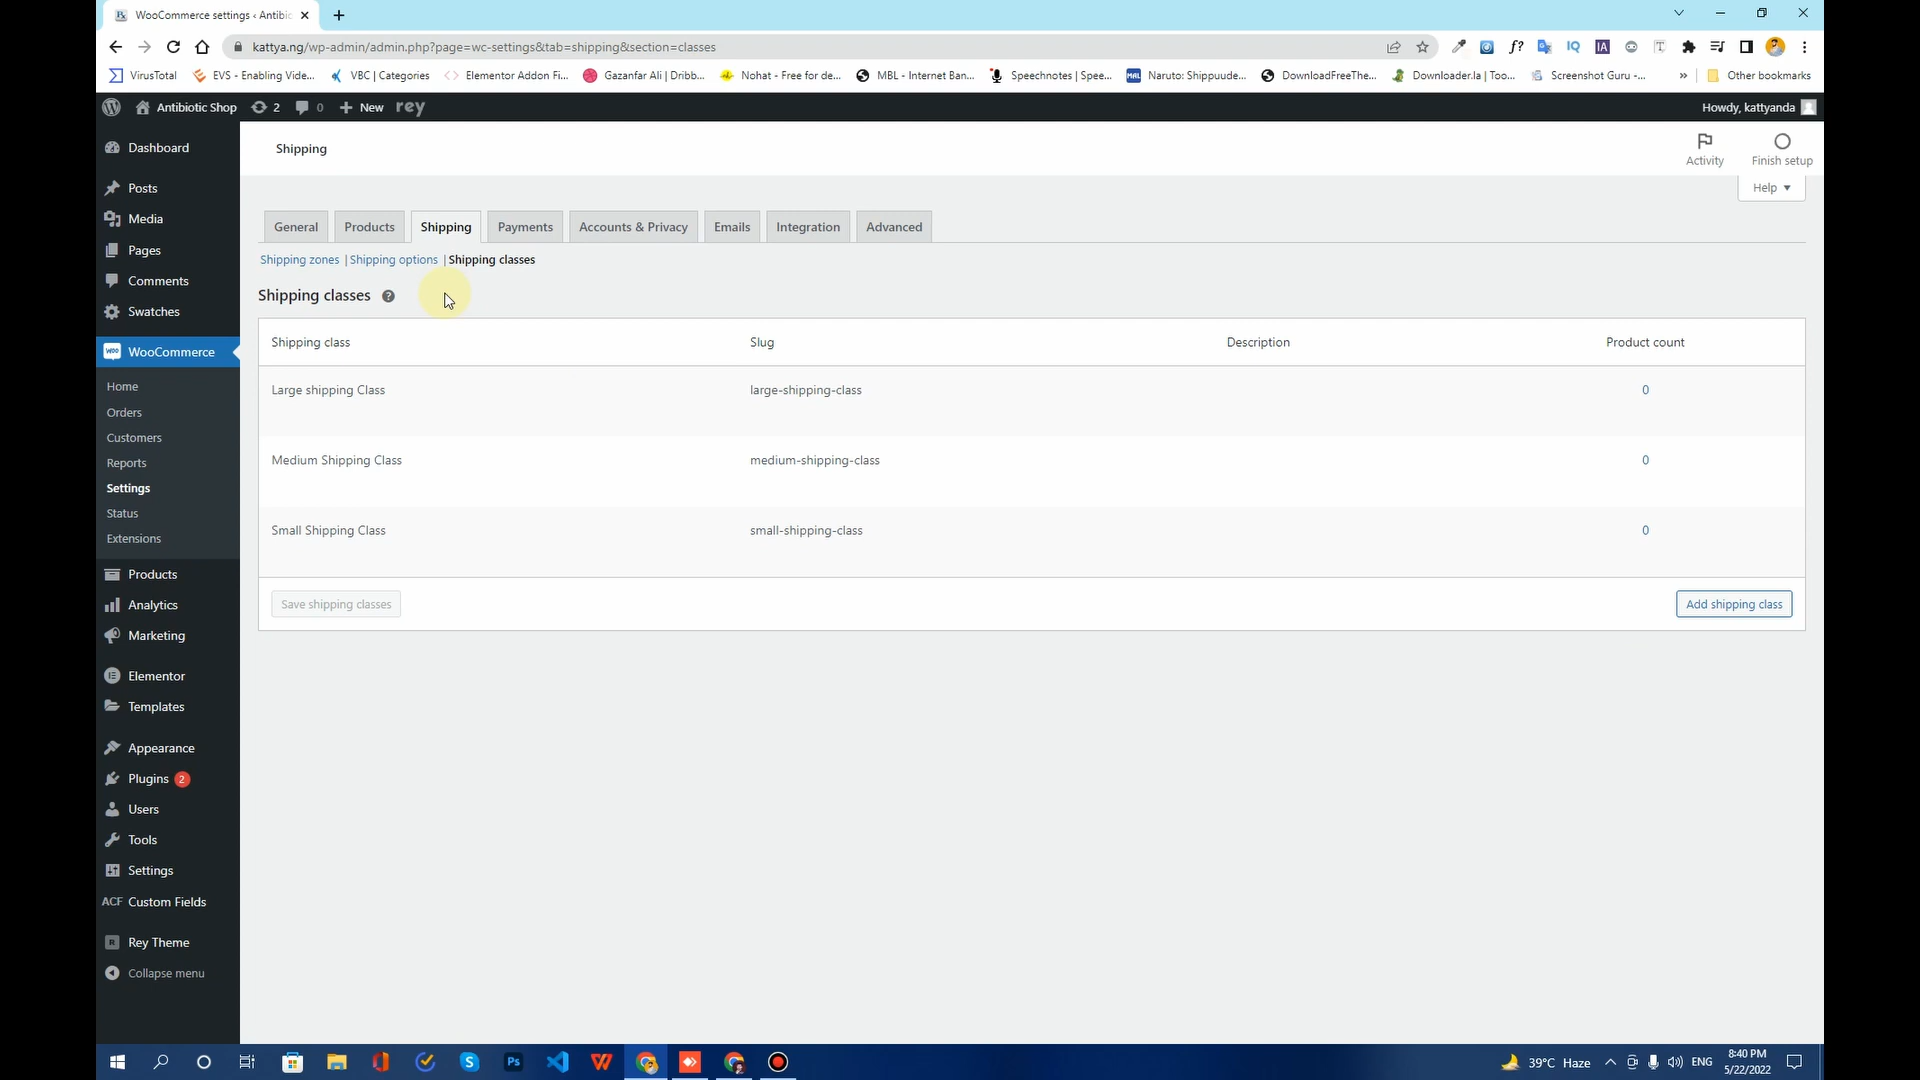 WooCommerce settings ‹ Antibio
kattya.ng/wp-admin/admin.php?page=wc-settings&tab=shipping&section=classes
VirusTotal EVS - Enabling Vide... VBC | Categories Elementor Addon Fi... Gazanfar Ali | Dribb... Nohat - Free for de... MBL - Internet Ban... Speechnotes | Spee... Naruto: Shippuude... DownloadFreeThe... Downloader.la | Too... Screenshot Guru -... » Other bookmarks
Antibiotic Shop 2 0 + New rey Howdy, kattyanda
Dashboard
Posts
Media
Pages
Comments
Swatches
WooCommerce
Home
Orders
Customers
Reports
Settings
Status
Extensions
Products
Analytics
Marketing
Elementor
Templates
Appearance
Plugins 2
Users
Tools
Settings
ACF Custom Fields
Rey Theme
Collapse menu
Shipping
Activity
Finish setup
Help
General Products Shipping Payments Accounts & Privacy Emails Integration Advanced
Shipping zones | Shipping options | Shipping classes
Shipping classes ?
Shipping class Slug Description Product count
Large shipping Class large-shipping-class 0
Medium Shipping Class medium-shipping-class 0
Small Shipping Class small-shipping-class 0
Save shipping classes Add shipping class
39°C Haze ENG
8:40 PM
5/22/2022